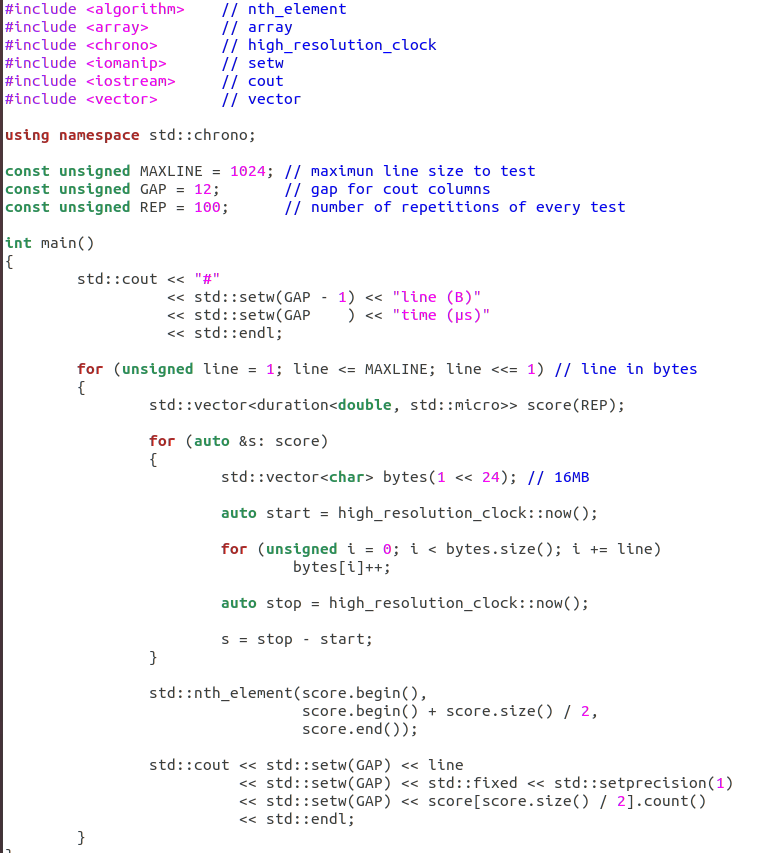 #include <algorithm>    // nth_element
#include <array>        // array
#include <chrono>       // high_resolution_clock
#include <iomanip>      // setw
#include <iostream>     // cout
#include <vector>       // vector

using namespace std::chrono;

const unsigned MAXLINE = 1024; // maximun line size to test
const unsigned GAP = 12;       // gap for cout columns
const unsigned REP = 100;      // number of repetitions of every test

int main()
{
        std::cout << "#"
                  << std::setw(GAP - 1) << "line (B)"
                  << std::setw(GAP    ) << "time (µs)"
                  << std::endl;

        for (unsigned line = 1; line <= MAXLINE; line <<= 1) // line in bytes
        {
                std::vector<duration<double, std::micro>> score(REP);

                for (auto &s: score)
                {
                        std::vector<char> bytes(1 << 24); // 16MB

                        auto start = high_resolution_clock::now();

                        for (unsigned i = 0; i < bytes.size(); i += line)
                                bytes[i]++;

                        auto stop = high_resolution_clock::now();

                        s = stop - start;
                }

                std::nth_element(score.begin(),
                                 score.begin() + score.size() / 2,
                                 score.end());

                std::cout << std::setw(GAP) << line
                          << std::setw(GAP) << std::fixed << std::setprecision(1)
                          << std::setw(GAP) << score[score.size() / 2].count()
                          << std::endl;
        }
}